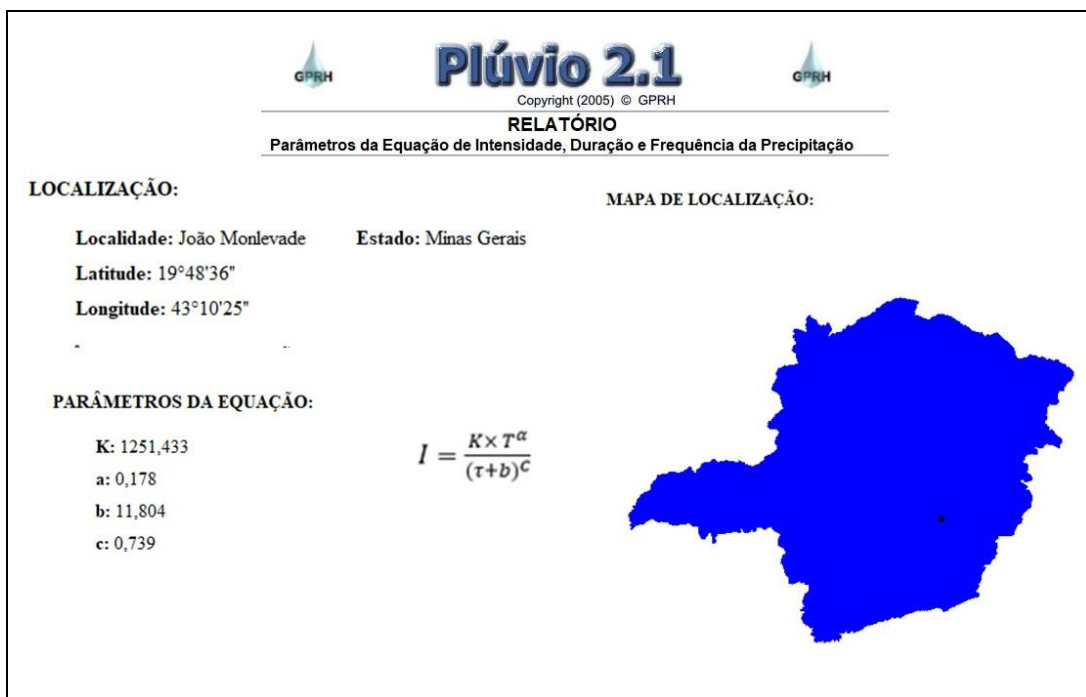 GPRH
Plúvio 2.1
GPRH
Copyright (2005) © GPRH
RELATÓRIO
Parâmetros da Equação de Intensidade, Duração e Frequência da Precipitação
LOCALIZAÇÃO:
MAPA DE LOCALIZAÇÃO:
Localidade: João Monlevade Estado: Minas Gerais
Latitude: 19°48'36"
Longitude: 43°10'25"
PARÂMETROS DA EQUAÇÃO:
K: 1251,433
a: 0,178
b: 11,804
c: 0,739
I = K × T^α / (τ+b)^C